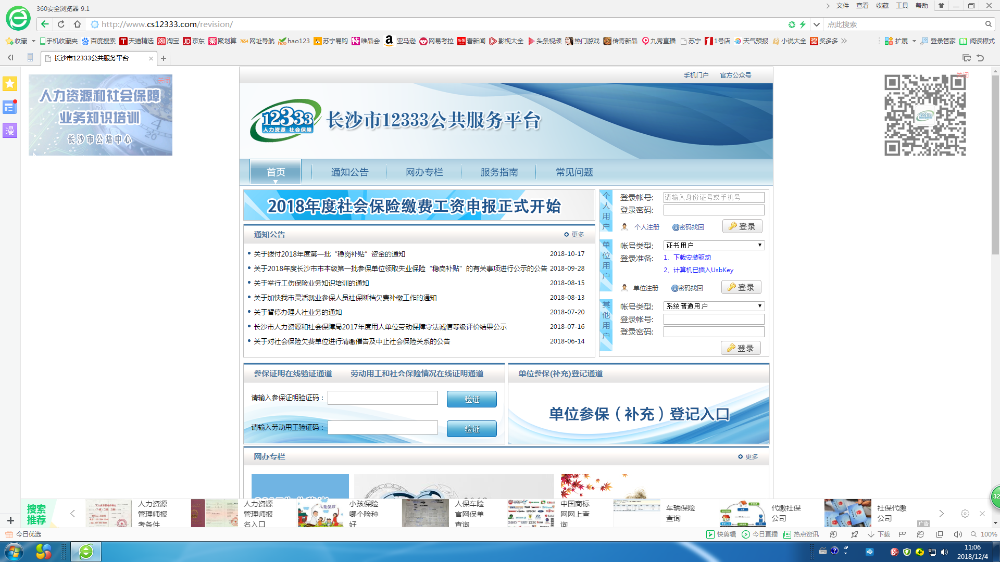 360安全浏览器 9.1
文件 查看 收藏 工具 帮助
http://www.cs12333.com/revision/
点此搜索
收藏 手机收藏夹 百度搜索 天猫精选 淘宝 京东 聚划算 网址导航 hao123 苏宁易购 唯品会 亚马逊 网易考拉 看新闻 影视大全 头条视频 热门游戏 传奇新品 九秀直播 苏宁 1号店 天气预报 小说大全 奖多多 扩展 登录管家 阅读模式
长沙市12333公共服务平台
关闭
人力资源和社会保障
业务知识培训
长沙市公培中心
漫
手机门户 官方公众号
关闭
12333
人力资源 社会保障
长沙市12333公共服务平台
首页 通知公告 网办专栏 服务指南 常见问题
2018年度社会保险缴费工资申报正式开始
通知公告 更多
关于拨付2018年度第一批“稳岗补贴”资金的通知 2018-10-17
关于2018年度长沙市市本级第一批参保单位领取失业保险“稳岗补贴”的有关事项进行公示的公告 2018-09-28
关于举行工伤保险业务知识培训的通知 2018-08-15
关于加快我市灵活就业参保人员社保断档欠费补缴工作的通知 2018-08-13
关于暂停办理人社业务的通知 2018-07-20
长沙市人力资源和社会保障局2017年度用人单位劳动保障守法诚信等级评价结果公示 2018-07-16
关于对社会保险欠费单位进行清缴催告及中止社会保险关系的公告 2018-06-14
个人用户
登录帐号: 请输入身份证号或手机号
登录密码:
个人注册 密码找回 登录
单位用户
帐号类型: 证书用户
登录准备: 1、下载安装驱动
2、计算机已插入UsbKey
单位注册 密码找回 登录
其他用户
帐号类型: 系统普通用户
登录帐号:
登录密码:
登录
参保证明在线验证通道 劳动用工和社会保险情况在线证明通道
请输入参保证明验证码： 验证
请输入劳动用工验证码： 验证
单位参保(补充)登记通道
单位参保（补充）登记入口
网办专栏 更多
搜索
推荐
人力资源
管理师报
考条件
人力资源
管理师报
名入口
小孩保险
哪个险种
好
人保车险
官网保单
查询
中国商标
网网上查
询
车辆保险
查询
代缴社保
公司
社保代缴
公司
广告
32
今日优选
快剪辑 今日直播 热点资讯 下载 100%
11:06
2018/12/4